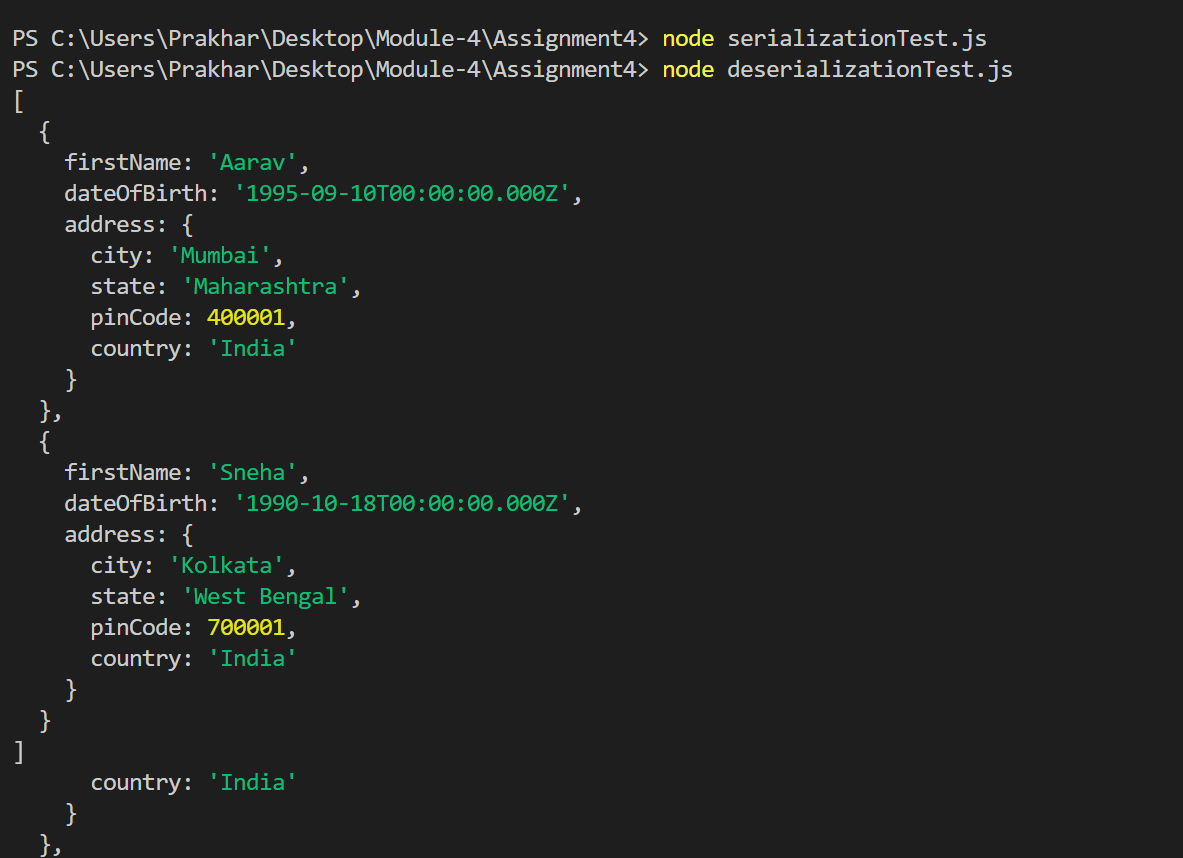 PS C:\Users\Prakhar\Desktop\Module-4\Assignment4> node serializationTest.js
PS C:\Users\Prakhar\Desktop\Module-4\Assignment4> node deserializationTest.js
[
  {
    firstName: 'Aarav',
    dateOfBirth: '1995-09-10T00:00:00.000Z',
    address: {
      city: 'Mumbai',
      state: 'Maharashtra',
      pinCode: 400001,
      country: 'India'
    }
  },
  {
    firstName: 'Sneha',
    dateOfBirth: '1990-10-18T00:00:00.000Z',
    address: {
      city: 'Kolkata',
      state: 'West Bengal',
      pinCode: 700001,
      country: 'India'
    }
  }
]
      country: 'India'
    }
  },